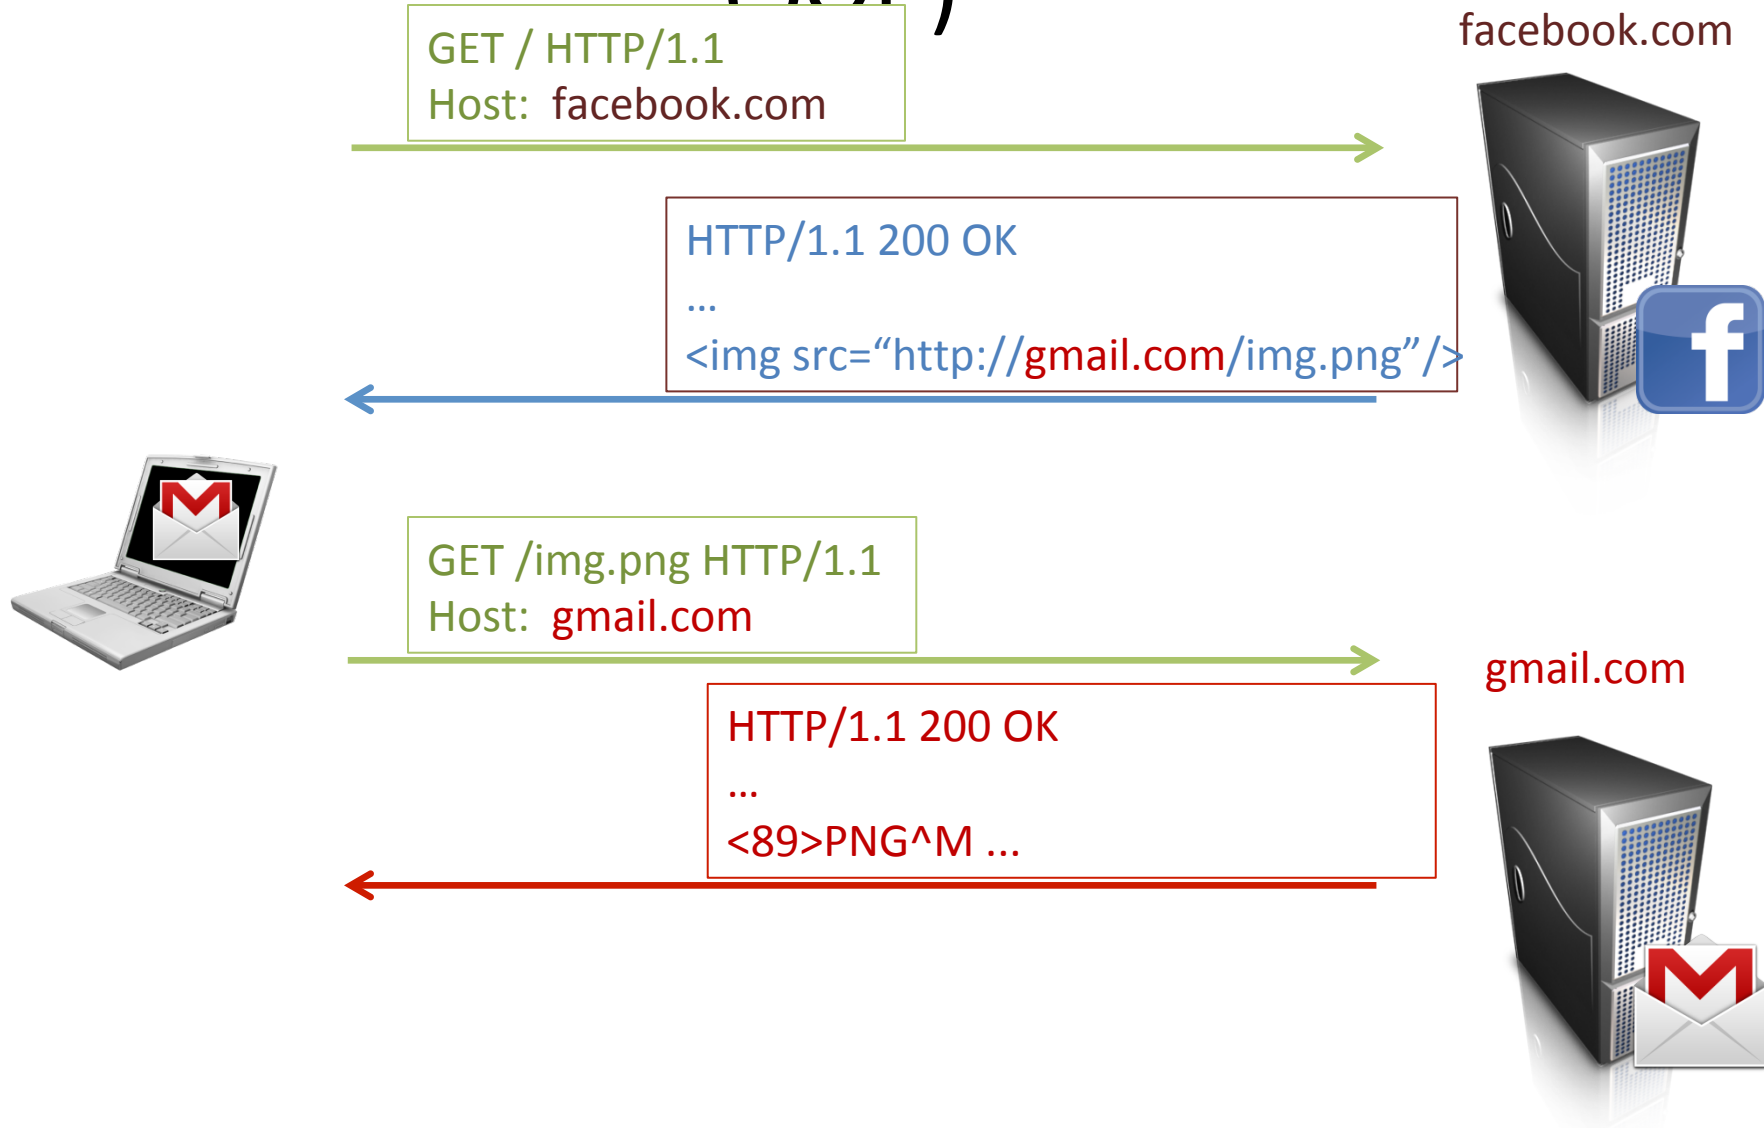 facebook.com
GET / HTTP/1.1
Host: facebook.com
HTTP/1.1 200 OK
...
<img src=“http://gmail.com/img.png”/>
GET /img.png HTTP/1.1
Host: gmail.com
gmail.com
HTTP/1.1 200 OK
...
<89>PNG^M ...